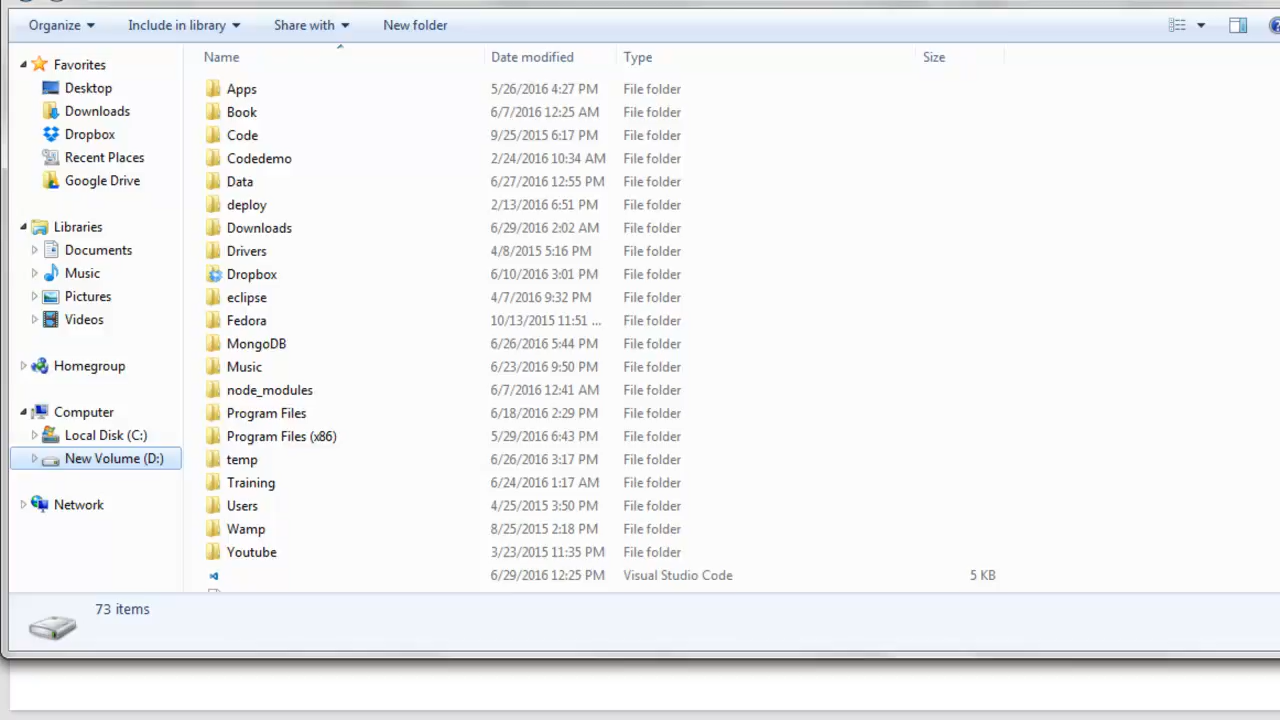 Organize Include in library Share with New folder
Name Date modified Type Size
Favorites
Desktop
Downloads
Dropbox
Recent Places
Google Drive
Libraries
Documents
Music
Pictures
Videos
Homegroup
Computer
Local Disk (C:)
New Volume (D:)
Network
Apps 5/26/2016 4:27 PM File folder
Book 6/7/2016 12:25 AM File folder
Code 9/25/2015 6:17 PM File folder
Codedemo 2/24/2016 10:34 AM File folder
Data 6/27/2016 12:55 PM File folder
deploy 2/13/2016 6:51 PM File folder
Downloads 6/29/2016 2:02 AM File folder
Drivers 4/8/2015 5:16 PM File folder
Dropbox 6/10/2016 3:01 PM File folder
eclipse 4/7/2016 9:32 PM File folder
Fedora 10/13/2015 11:51 ... File folder
MongoDB 6/26/2016 5:44 PM File folder
Music 6/23/2016 9:50 PM File folder
node_modules 6/7/2016 12:41 AM File folder
Program Files 6/18/2016 2:29 PM File folder
Program Files (x86) 5/29/2016 6:43 PM File folder
temp 6/26/2016 3:17 PM File folder
Training 6/24/2016 1:17 AM File folder
Users 4/25/2015 3:50 PM File folder
Wamp 8/25/2015 2:18 PM File folder
Youtube 3/23/2015 11:35 PM File folder
6/29/2016 12:25 PM Visual Studio Code 5 KB
73 items